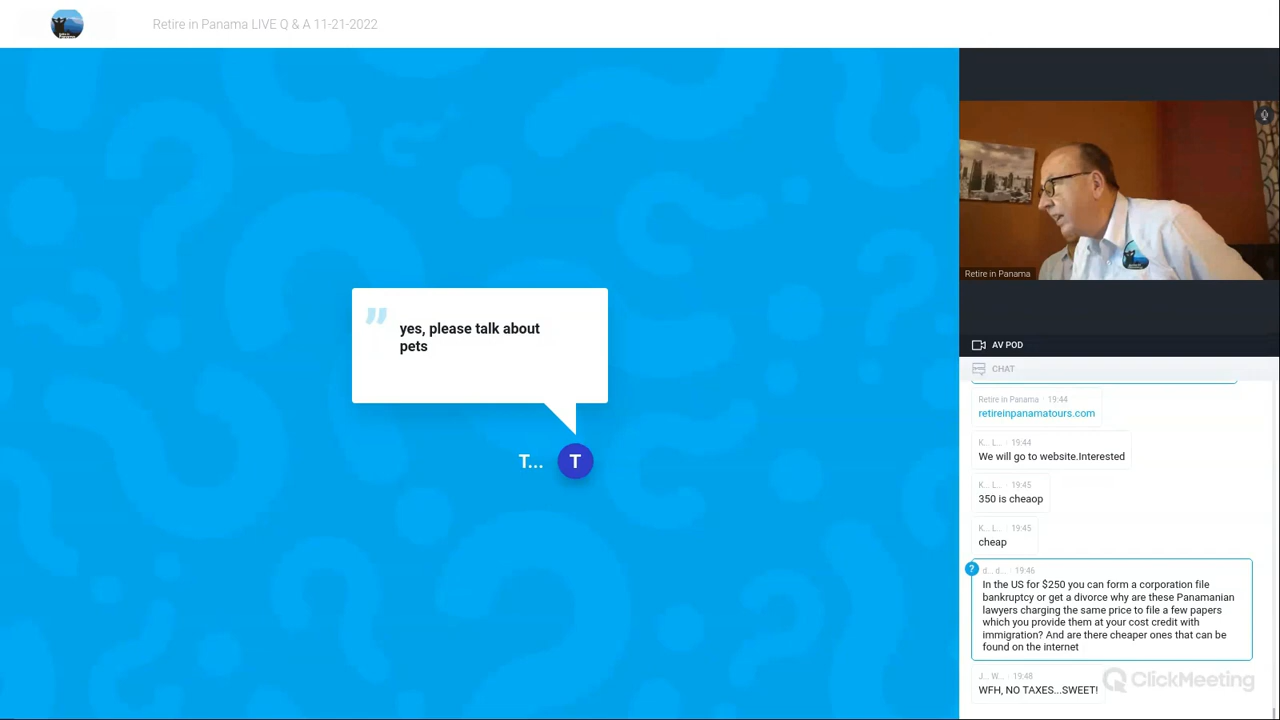 Retire in Panama LIVE Q & A 11-21-2022
yes, please talk about
pets
T... T
Retire in Panama
AV POD
CHAT
Retire in Panama · 19:44
retireinpanamatours.com
K... L... · 19:44
We will go to website.Interested
K... L... · 19:45
350 is cheaop
K... L... · 19:45
cheap
? d... d... · 19:46
In the US for $250 you can form a corporation file
bankruptcy or get a divorce why are these Panamanian
lawyers charging the same price to file a few papers
which you provide them at your cost credit with
immigration? And are there cheaper ones that can be
found on the internet
J... W... · 19:48
WFH, NO TAXES...SWEET!
ClickMeeting